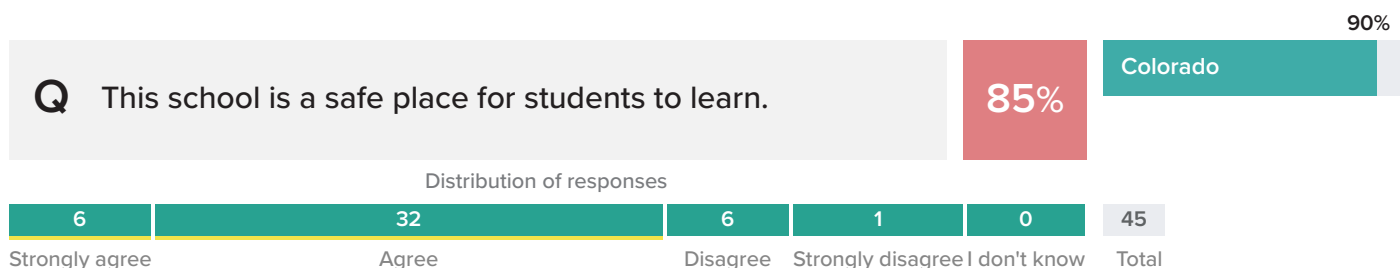 90%
Q This school is a safe place for students to learn.
85%
Colorado
Distribution of responses
6 32 6 1 0 45
Strongly agree Agree Disagree Strongly disagree I don't know Total